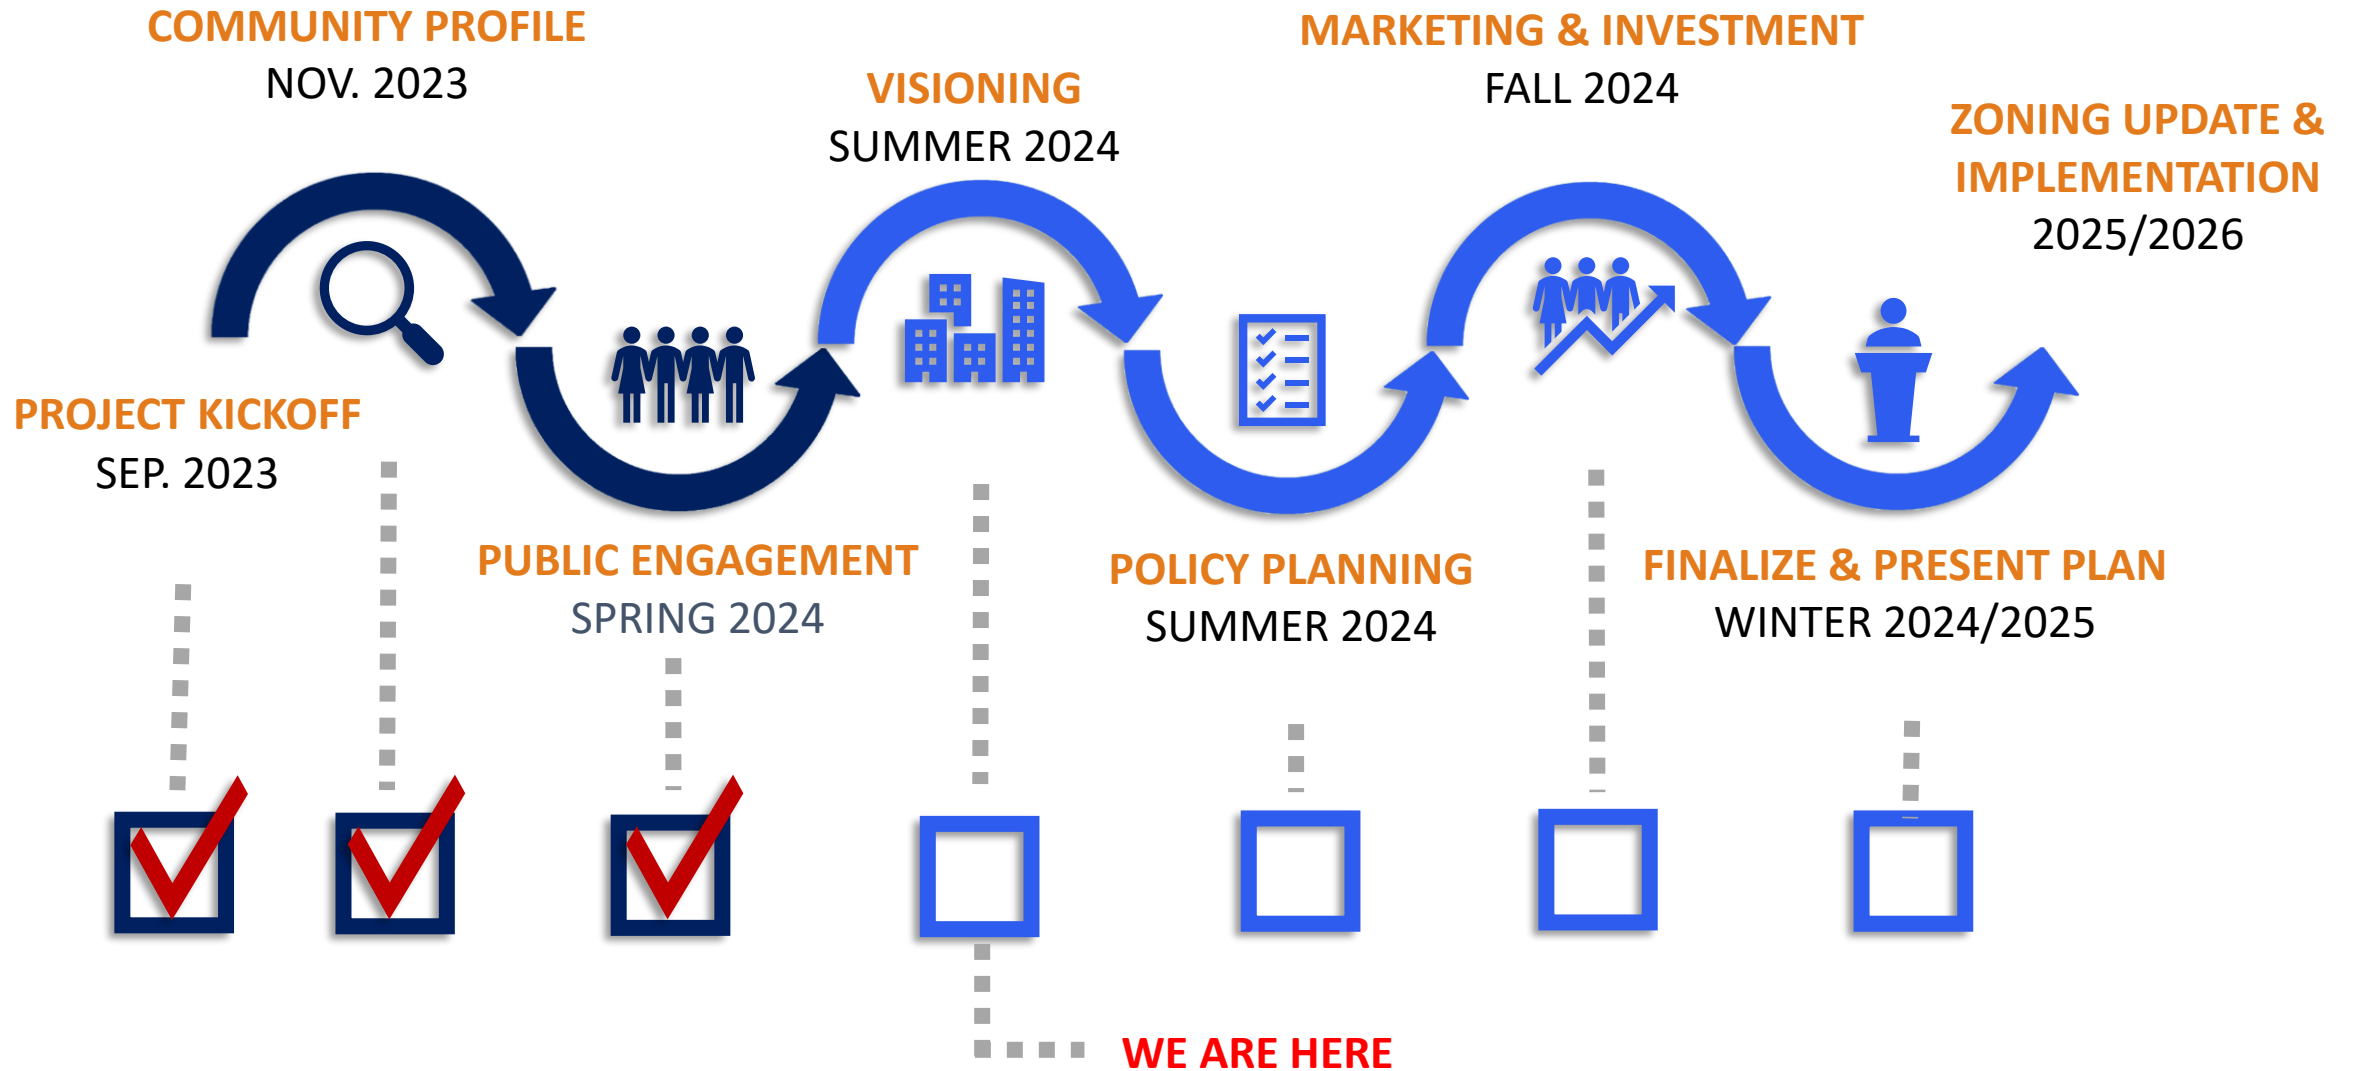 COMMUNITY PROFILE
NOV. 2023
MARKETING & INVESTMENT
FALL 2024
VISIONING
SUMMER 2024
ZONING UPDATE &
IMPLEMENTATION
2025/2026
PROJECT KICKOFF
SEP. 2023
PUBLIC ENGAGEMENT
SPRING 2024
POLICY PLANNING
SUMMER 2024
FINALIZE & PRESENT PLAN
WINTER 2024/2025
WE ARE HERE